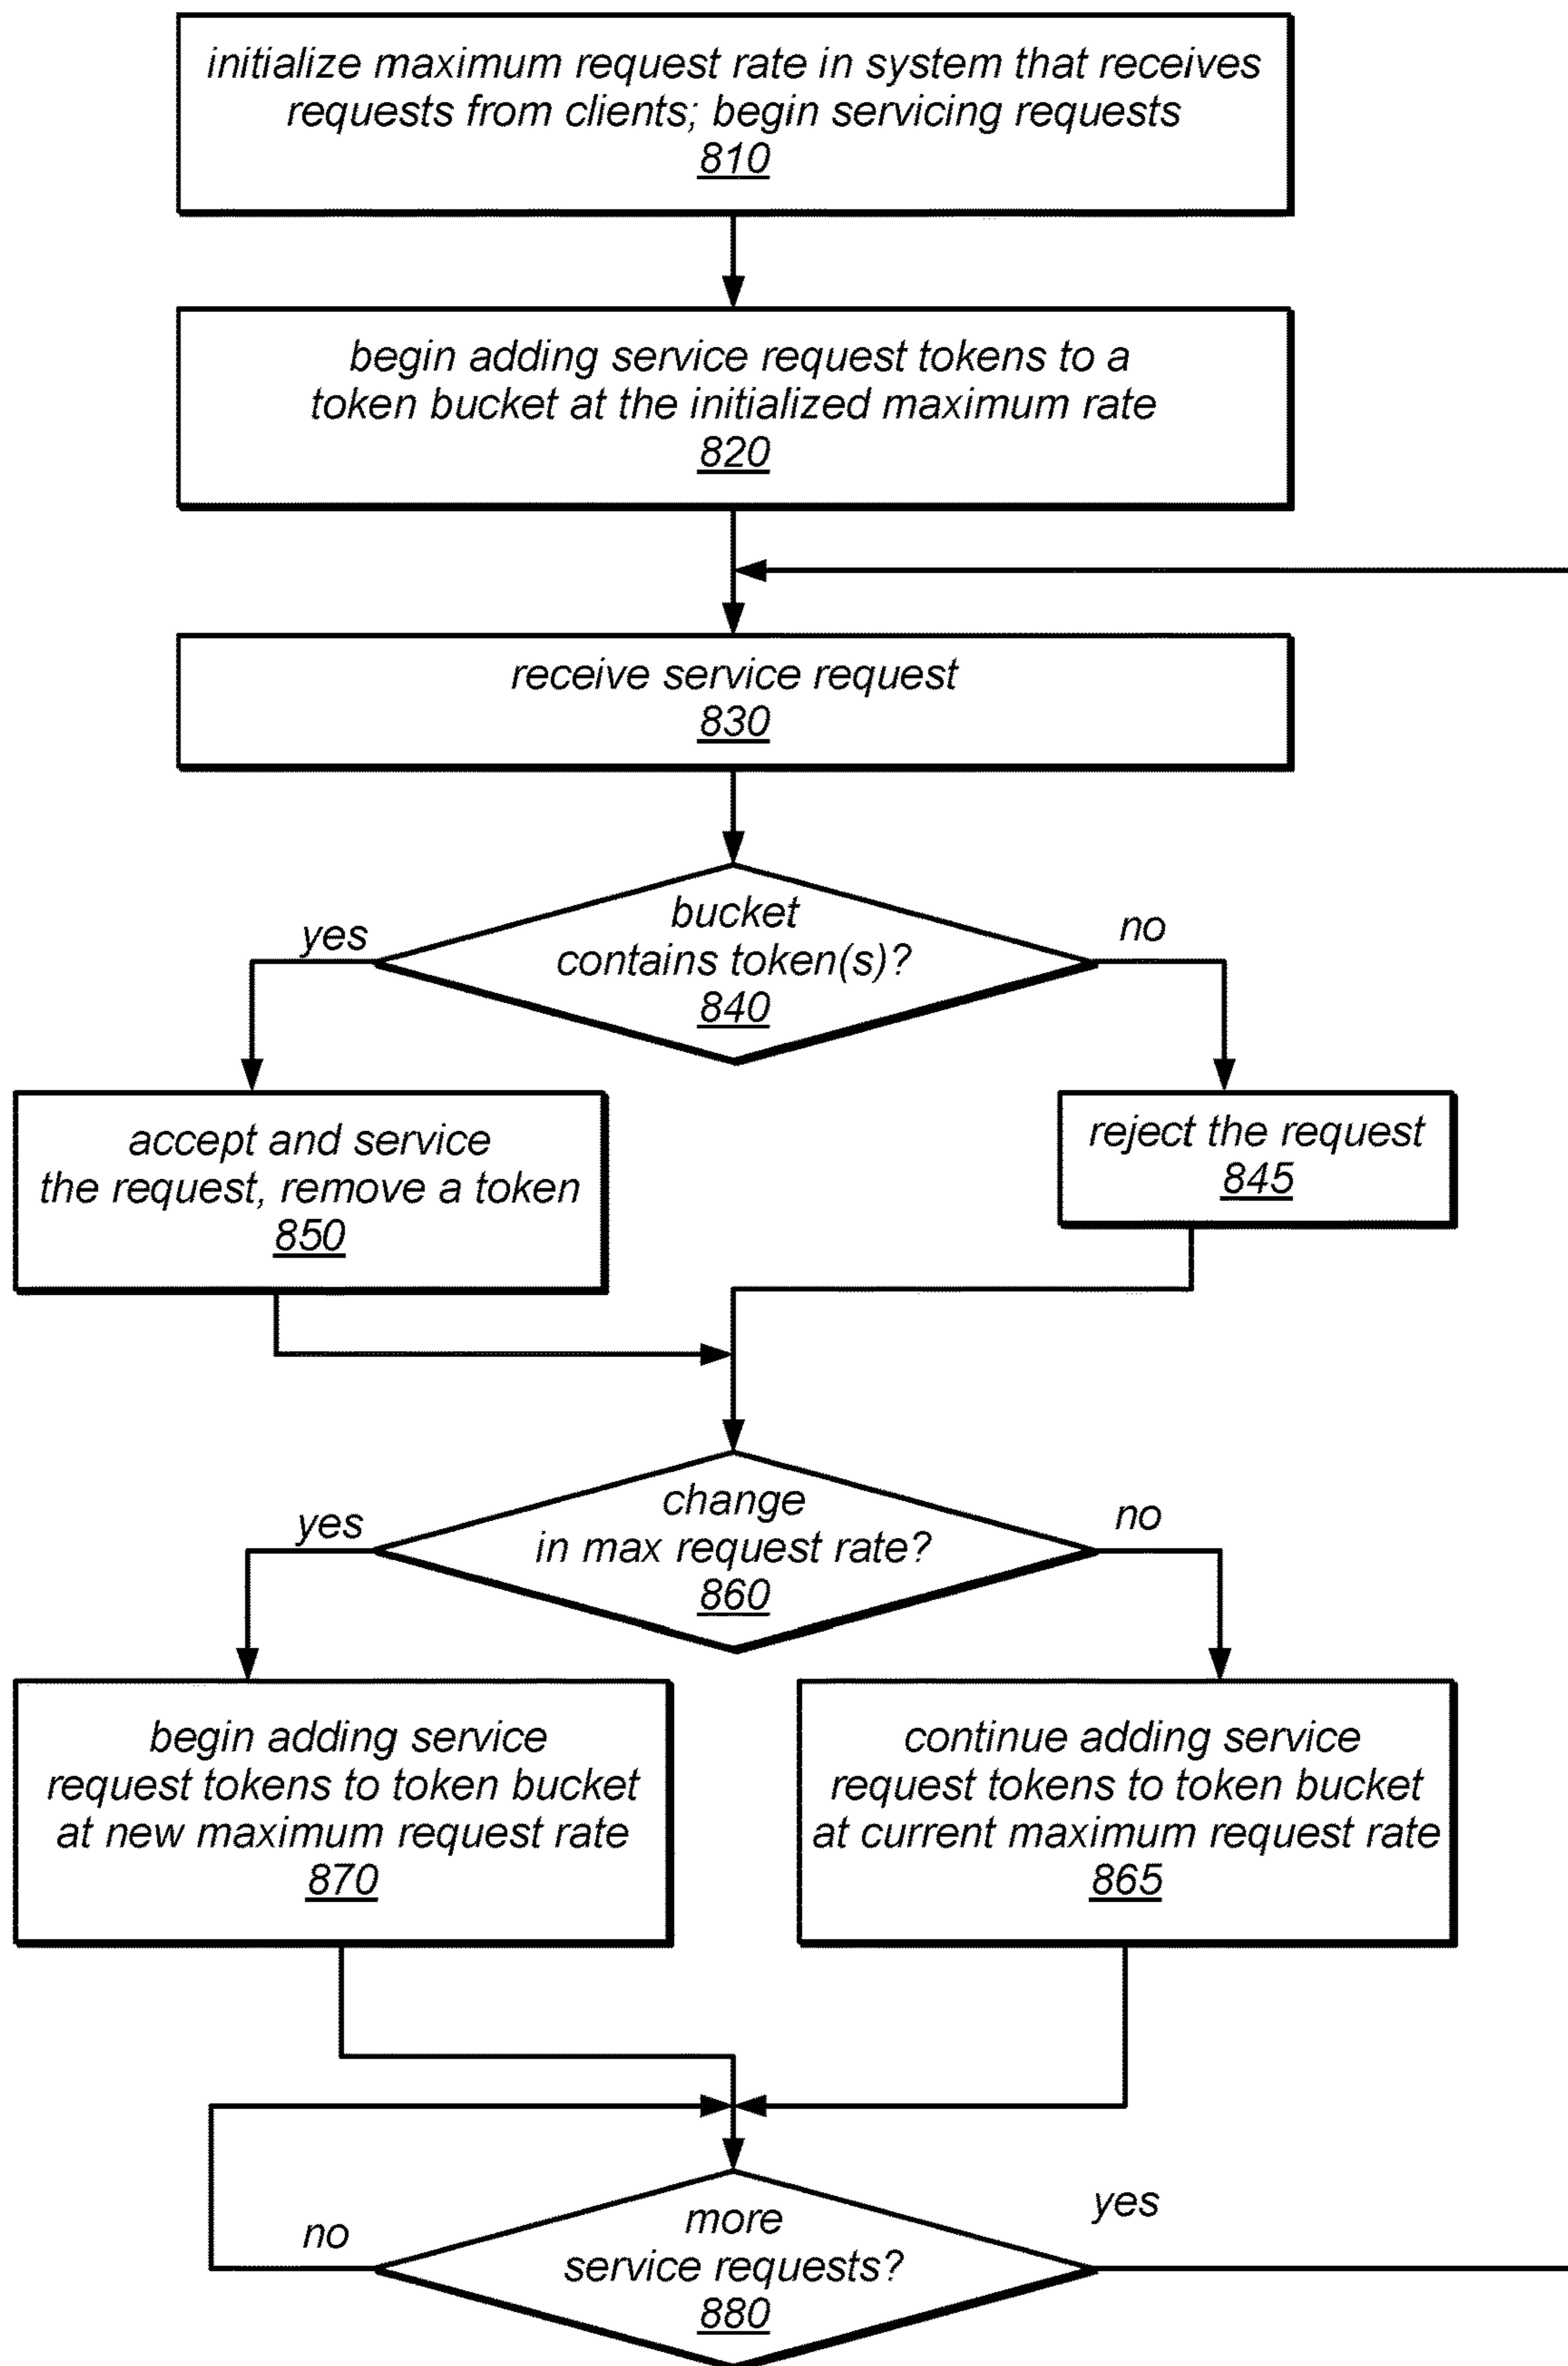 initialize maximum request rate in system that receives
requests from clients; begin servicing requests
810
begin adding service request tokens to a
token bucket at the initialized maximum rate
820
receive service request
830
bucket
contains token(s)?
840
yes
no
accept and service
the request, remove a token
850
reject the request
845
change
in max request rate?
860
yes
no
begin adding service
request tokens to token bucket
at new maximum request rate
870
continue adding service
request tokens to token bucket
at current maximum request rate
865
more
service requests?
880
no
yes